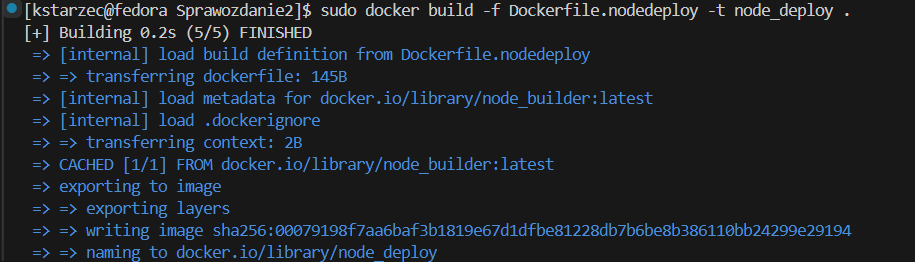 [kstarzec@fedora Sprawozdanie2]$ sudo docker build -f Dockerfile.nodedeploy -t node_deploy .
[+] Building 0.2s (5/5) FINISHED
=> [internal] load build definition from Dockerfile.nodedeploy
=> => transferring dockerfile: 145B
=> [internal] load metadata for docker.io/library/node_builder:latest
=> [internal] load .dockerignore
=> => transferring context: 2B
=> CACHED [1/1] FROM docker.io/library/node_builder:latest
=> exporting to image
=> => exporting layers
=> => writing image sha256:00079198f7aa6baf3b1819e67d1dfbe81228db7b6be8b386110bb24299e29194
=> => naming to docker.io/library/node_deploy